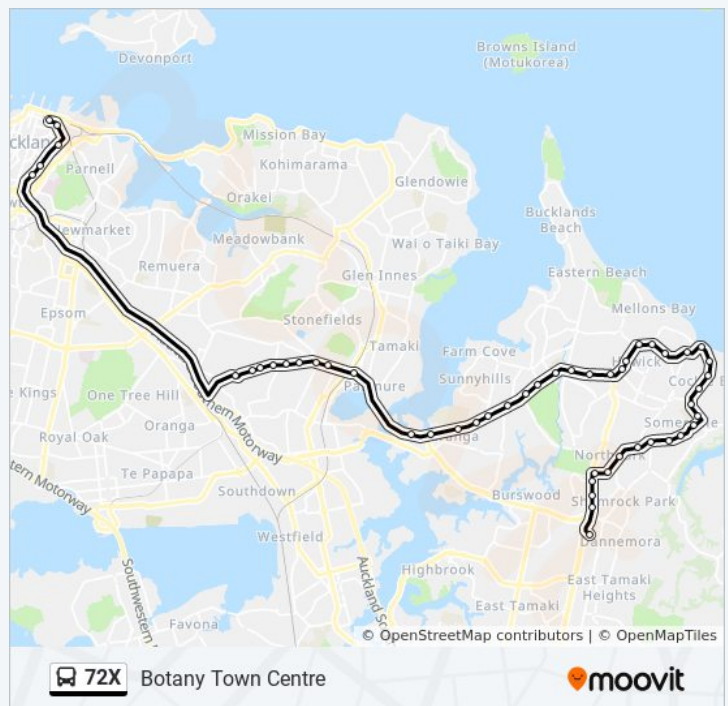 Browns Island
(Motukorea)
Devonport
Mission Bay
Parnell
Kohimarama
Glendowie
Orakei
Bucklands
Beach
Newmarket
Meadowbank
Wai o Taiki Bay
Remuera
Glen Innes
Eastern Beach
Epsom
Stonefields
Mellons Bay
Tamaki
Farm Cove
Sunnyhills
One Tree Hill
Oranga
Royal Oak
Te Papapa
Southdown
Burswood
Shamrock Park
Westfield
Dannemora
Highbrook
East Tamaki
East Tamaki
Heights
Southwestern
Favona
© OpenStreetMap contributors | © OpenMapTiles
72X Botany Town Centre
moovit